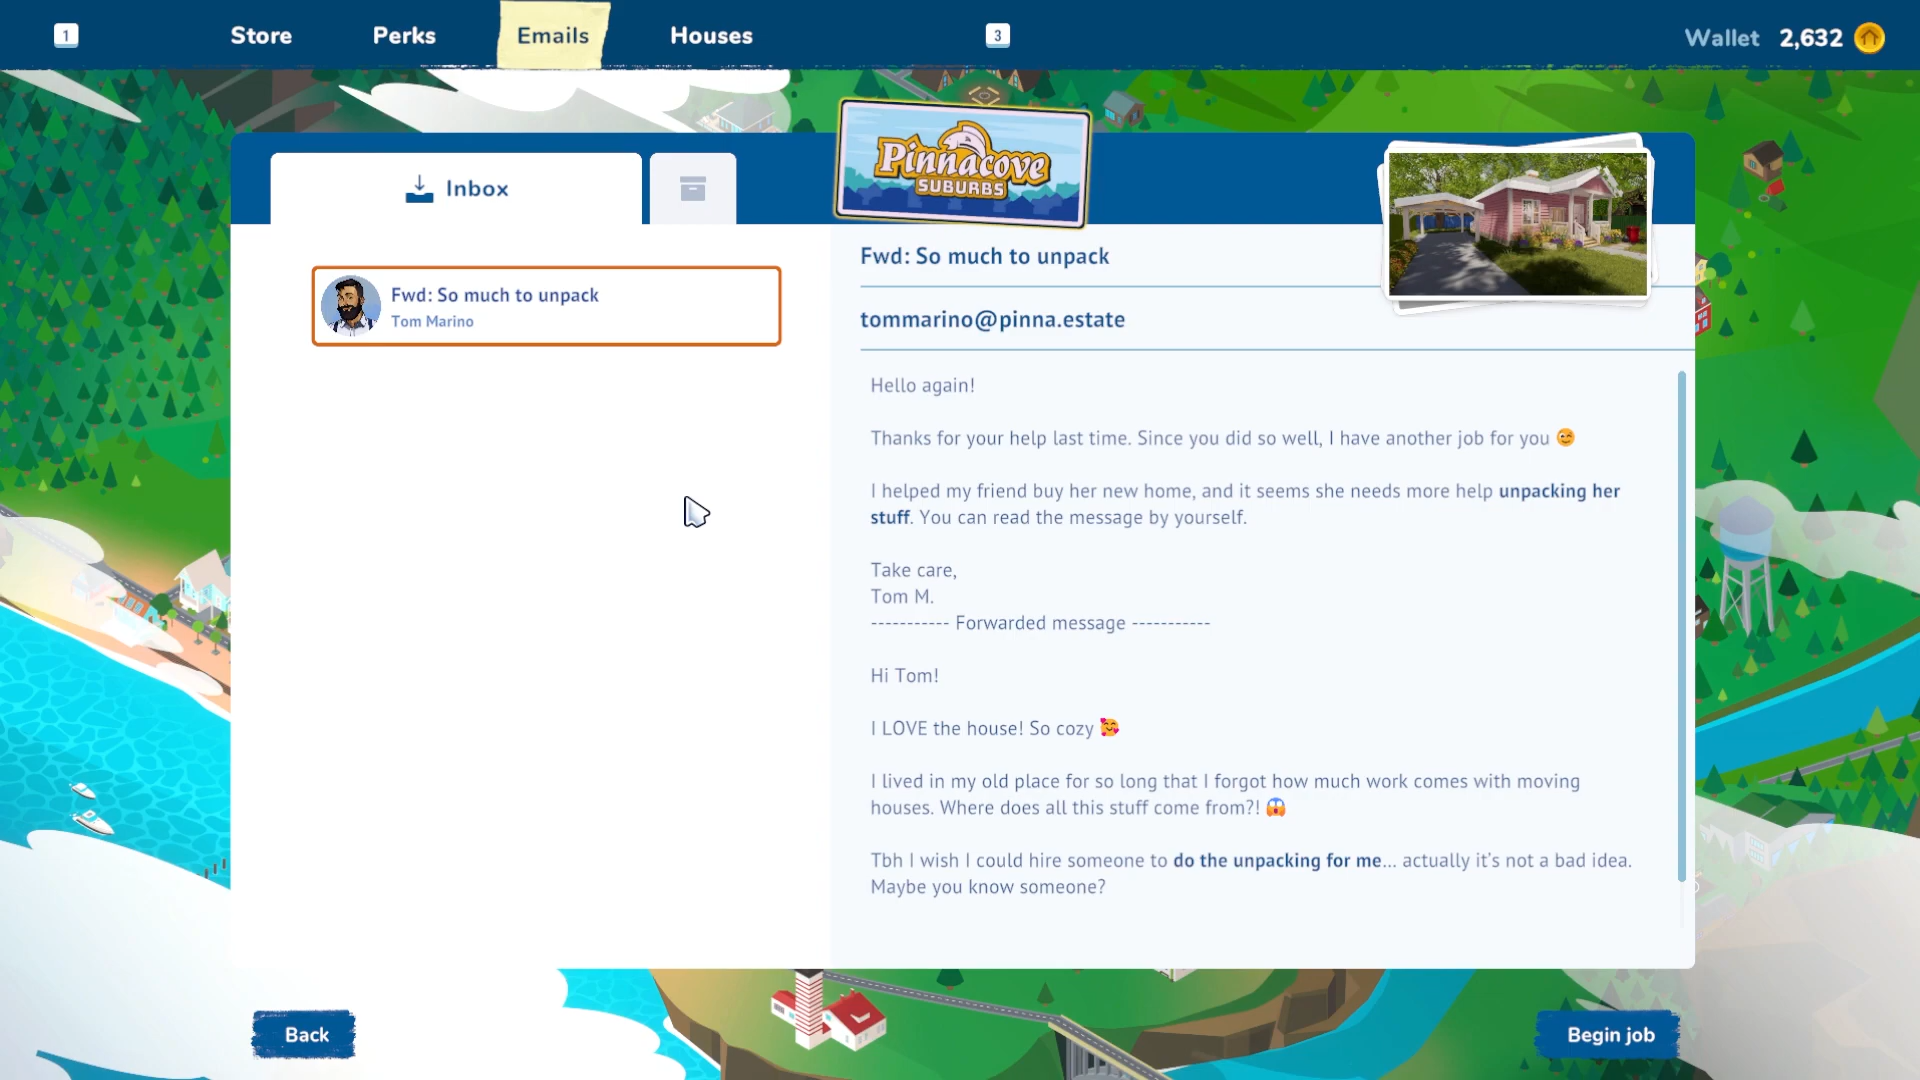 1
Store
Perks
Emails
Houses
3
Wallet 2,632
Pinnacove
SUBURBS
Inbox
Fwd: So much to unpack
Tom Marino
Fwd: So much to unpack
tommarino@pinna.estate
Hello again!
Thanks for your help last time. Since you did so well, I have another job for you 😉
I helped my friend buy her new home, and it seems she needs more help unpacking her
stuff. You can read the message by yourself.
Take care,
Tom M.
----------- Forwarded message -----------
Hi Tom!
I LOVE the house! So cozy 🥰
I lived in my old place for so long that I forgot how much work comes with moving
houses. Where does all this stuff come from?! 😱
Tbh I wish I could hire someone to do the unpacking for me... actually it's not a bad idea.
Maybe you know someone?
Back
Begin job